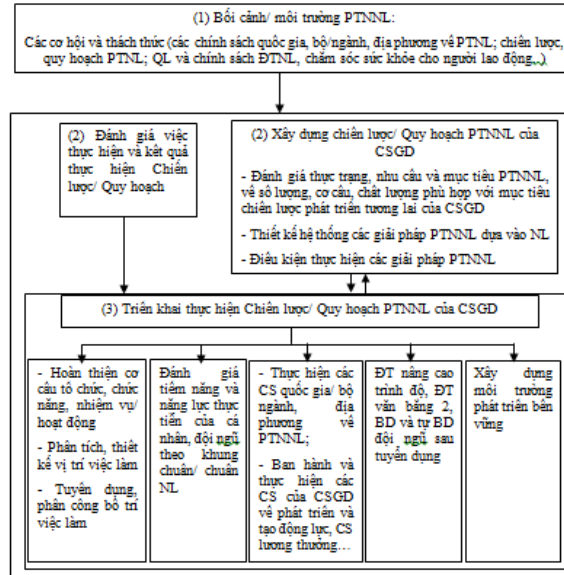 (1) Bối cảnh/ môi trường PTNNL:
Các cơ hội và thách thức (các chính sách quốc gia, bộ/ngành, địa phương về PTNL; chiến lược,
quy hoạch PTNL; QL và chính sách ĐTNL, chăm sóc sức khỏe cho người lao động,..)
(2) Đánh giá việc
thực hiện và kết quả
thực hiện Chiến
lược/ Quy hoạch
(2) Xây dựng chiến lược/ Quy hoạch PTNNL của
CSGD
- Đánh giá thực trạng, nhu cầu và mục tiêu PTNL,
về số lượng, cơ cấu, chất lượng phù hợp với mục tiêu
chiến lược phát triển tương lai của CSGD
- Thiết kế hệ thống các giải pháp PTNNL dựa vào NL
- Điều kiện thực hiện các giải pháp PTNNL
(3) Triển khai thực hiện Chiến lược/ Quy hoạch PTNNL của CSGD
- Hoàn thiện cơ
cấu tổ chức, chức
năng, nhiệm vụ/
hoạt động
- Phân tích, thiết
kế vị trí việc làm
- Tuyển dụng,
phân công bố trí
việc làm
Đánh giá
tiềm năng và
năng lực thực
tiễn của cá
nhân, đội ngũ
theo khung
chuẩn/ chuẩn
NL
- Thực hiện các
CS quốc gia/ bộ
ngành, địa
phương về
PTNNL;
- Ban hành và
thực hiện các
CS của CSGD
về phát triển và
tạo động lực, CS
lương thưởng…
ĐT nâng cao
trình độ, ĐT
văn bằng 2,
BD và tự BD
đội ngũ sau
tuyển dụng
Xây dựng
môi trường
phát triển bền
vững